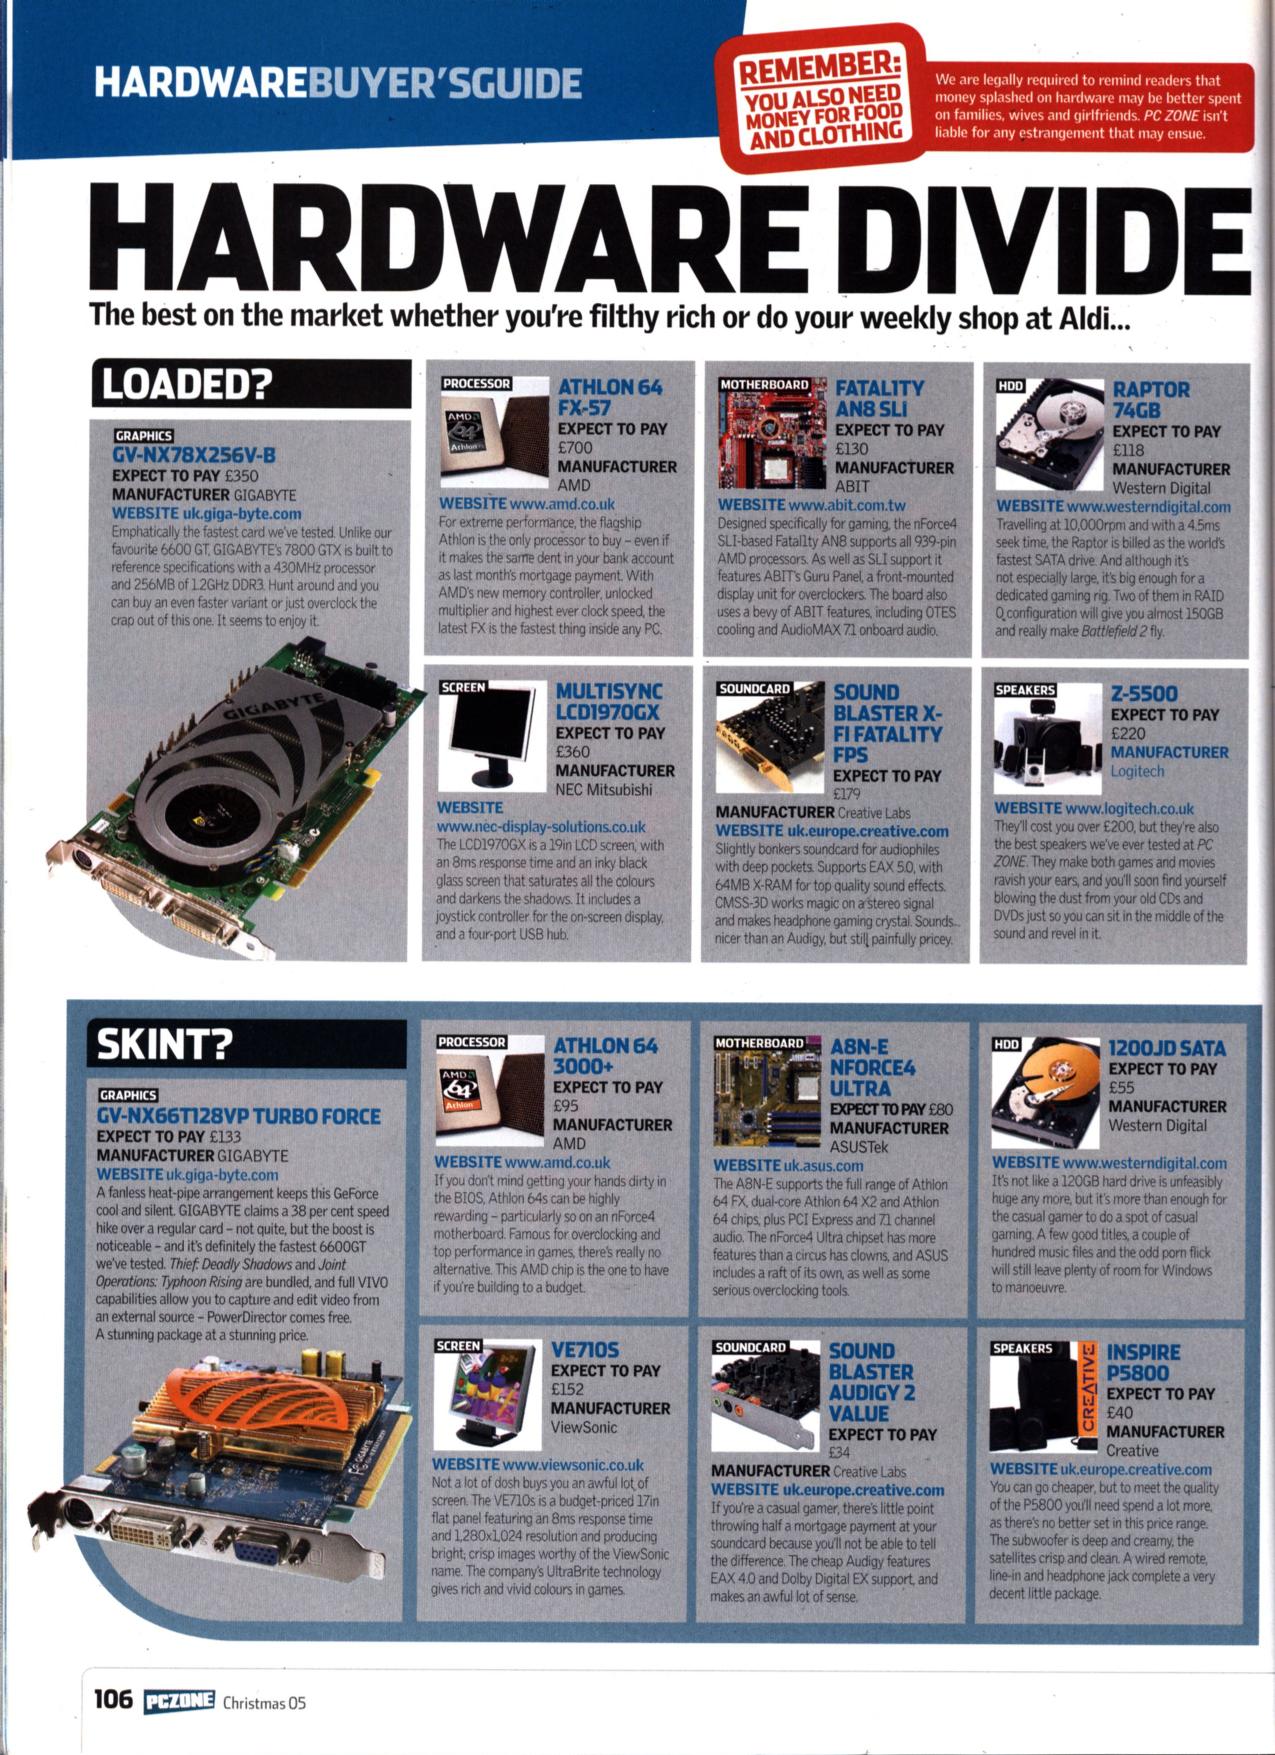 HARDWAREBUYER'SGUIDE
REMEMBER:
YOU ALSO NEED
MONEY FOR FOOD
AND CLOTHING
We are legally required to remind readers that
money splashed on hardware may be better spent
on families, wives and girlfriends. PC ZONE isn't
liable for any estrangement that may ensue.
HARDWARE DIVIDE
The best on the market whether you're filthy rich or do your weekly shop at Aldi...
LOADED?
GRAPHICS
GV-NX78X256V-B
EXPECT TO PAY £350
MANUFACTURER GIGABYTE
WEBSITE uk.giga-byte.com
Emphatically the fastest card we've tested. Unlike our
favourite 6600 GT, GIGABYTE's 7800 GTX is built to
reference specifications with a 430MHz processor
and 256MB of 1.2GHz DDR3. Hunt around and you
can buy an even faster variant or just overclock the
crap out of this one. It seems to enjoy it.
GIGABYTE
PROCESSOR
AMD
64
Athlon
ATHLON 64
FX-57
EXPECT TO PAY
£700
MANUFACTURER
AMD
WEBSITE www.amd.co.uk
For extreme performance, the flagship
Athlon is the only processor to buy – even if
it makes the same dent in your bank account
as last month's mortgage payment. With
AMD's new memory controller, unlocked
multiplier and highest ever clock speed, the
latest FX is the fastest thing inside any PC.
MOTHERBOARD
FATAL1TY
AN8 SLI
EXPECT TO PAY
£130
MANUFACTURER
ABIT
WEBSITE www.abit.com.tw
Designed specifically for gaming, the nForce4
SLI-based Fatal1ty AN8 supports all 939-pin
AMD processors. As well as SLI support it
features ABIT's Guru Panel, a front-mounted
display unit for overclockers. The board also
uses a bevy of ABIT features, including OTES
cooling and AudioMAX 7.1 onboard audio.
HDD
RAPTOR
74GB
EXPECT TO PAY
£118
MANUFACTURER
Western Digital
WEBSITE www.westerndigital.com
Travelling at 10,000rpm and with a 4.5ms
seek time, the Raptor is billed as the world's
fastest SATA drive. And although it's
not especially large, it's big enough for a
dedicated gaming rig. Two of them in RAID
0 configuration will give you almost 150GB
and really make Battlefield 2 fly.
SCREEN
MULTISYNC
LCD1970GX
EXPECT TO PAY
£360
MANUFACTURER
NEC Mitsubishi
WEBSITE
www.nec-display-solutions.co.uk
The LCD1970GX is a 19in LCD screen, with
an 8ms response time and an inky black
glass screen that saturates all the colours
and darkens the shadows. It includes a
joystick controller for the on-screen display,
and a four-port USB hub.
SOUNDCARD
SOUND
BLASTER X-
FI FATAL1TY
FPS
EXPECT TO PAY
£179
MANUFACTURER Creative Labs
WEBSITE uk.europe.creative.com
Slightly bonkers soundcard for audiophiles
with deep pockets. Supports EAX 5.0, with
64MB X-RAM for top quality sound effects.
CMSS-3D works magic on a stereo signal
and makes headphone gaming crystal. Sounds
nicer than an Audigy, but still painfully pricey.
SPEAKERS
Z-5500
EXPECT TO PAY
£220
MANUFACTURER
Logitech
WEBSITE www.logitech.co.uk
They'll cost you over £200, but they're also
the best speakers we've ever tested at PC
ZONE. They make both games and movies
ravish your ears, and you'll soon find yourself
blowing the dust from your old CDs and
DVDs just so you can sit in the middle of the
sound and revel in it.
SKINT?
GRAPHICS
GV-NX66T128VP TURBO FORCE
EXPECT TO PAY £133
MANUFACTURER GIGABYTE
WEBSITE uk.giga-byte.com
A fanless heat-pipe arrangement keeps this GeForce
cool and silent. GIGABYTE claims a 38 per cent speed
hike over a regular card – not quite, but the boost is
noticeable – and it's definitely the fastest 6600GT
we've tested. Thief: Deadly Shadows and Joint
Operations: Typhoon Rising are bundled, and full VIVO
capabilities allow you to capture and edit video from
an external source – PowerDirector comes free.
A stunning package at a stunning price.
PROCESSOR
AMD
64
Athlon
ATHLON 64
3000+
EXPECT TO PAY
£95
MANUFACTURER
AMD
WEBSITE www.amd.co.uk
If you don't mind getting your hands dirty in
the BIOS, Athlon 64s can be highly
rewarding – particularly so on an nForce4
motherboard. Famous for overclocking and
top performance in games, there's really no
alternative. This AMD chip is the one to have
if you're building to a budget.
MOTHERBOARD
A8N-E
NFORCE4
ULTRA
EXPECT TO PAY £80
MANUFACTURER
ASUSTek
WEBSITE uk.asus.com
The A8N-E supports the full range of Athlon
64 FX, dual-core Athlon 64 X2 and Athlon
64 chips, plus PCI Express and 7.1 channel
audio. The nForce4 Ultra chipset has more
features than a circus has clowns, and ASUS
includes a raft of its own, as well as some
serious overclocking tools.
HDD
1200JD SATA
EXPECT TO PAY
£55
MANUFACTURER
Western Digital
WEBSITE www.westerndigital.com
It's not like a 120GB hard drive is unfeasibly
huge any more, but it's more than enough for
the casual gamer to do a spot of casual
gaming. A few good titles, a couple of
hundred music files and the odd porn flick
will still leave plenty of room for Windows
to manoeuvre.
SCREEN
VE710S
EXPECT TO PAY
£152
MANUFACTURER
ViewSonic
WEBSITE www.viewsonic.co.uk
Not a lot of dosh buys you an awful lot of
screen. The VE710s is a budget-priced 17in
flat panel featuring an 8ms response time
and 1,280x1,024 resolution and producing
bright, crisp images worthy of the ViewSonic
name. The company's UltraBrite technology
gives rich and vivid colours in games.
SOUNDCARD
SOUND
BLASTER
AUDIGY 2
VALUE
EXPECT TO PAY
£34
MANUFACTURER Creative Labs
WEBSITE uk.europe.creative.com
If you're a casual gamer, there's little point
throwing half a mortgage payment at your
soundcard because you'll not be able to tell
the difference. The cheap Audigy features
EAX 4.0 and Dolby Digital EX support, and
makes an awful lot of sense.
SPEAKERS
CREATIVE
INSPIRE
P5800
EXPECT TO PAY
£40
MANUFACTURER
Creative
WEBSITE uk.europe.creative.com
You can go cheaper, but to meet the quality
of the P5800 you'll need spend a lot more,
as there's no better set in this price range.
The subwoofer is deep and creamy, the
satellites crisp and clean. A wired remote,
line-in and headphone jack complete a very
decent little package.
106 PCZONE Christmas 05